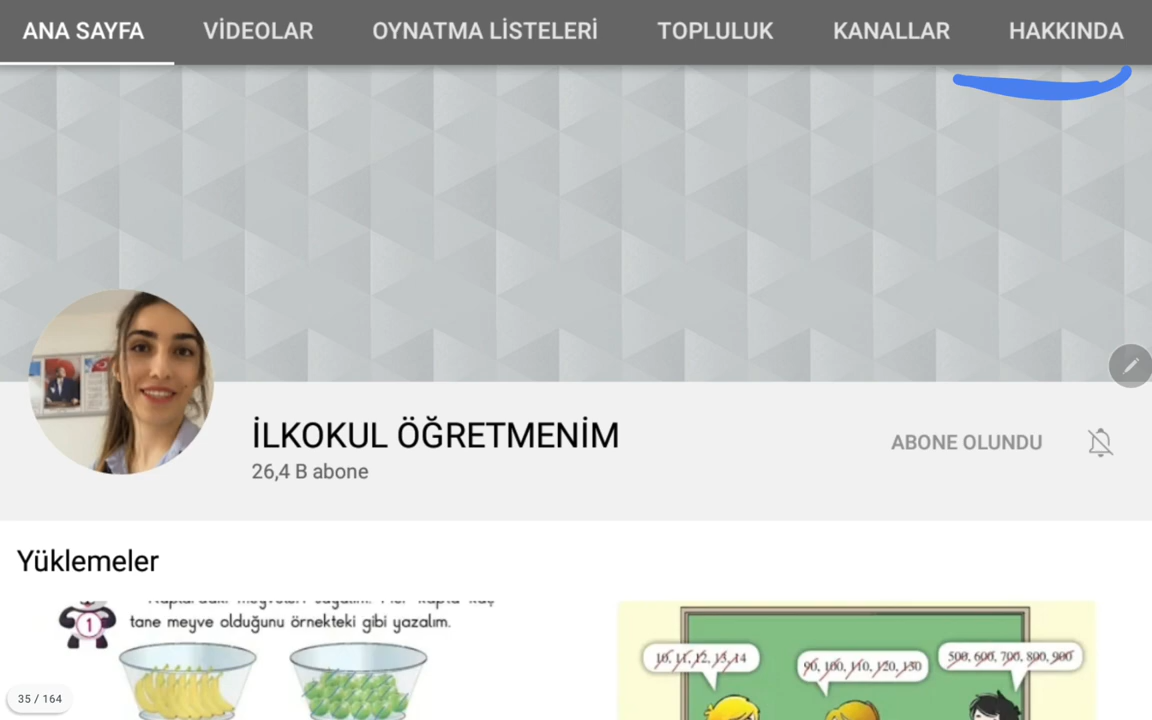 ANA SAYFA VİDEOLAR OYNATMA LİSTELERİ TOPLULUK KANALLAR HAKKINDA
İLKOKUL ÖĞRETMENİM
26,4 B abone
ABONE OLUNDU
Yüklemeler
1
tane meyve olduğunu örnekteki gibi yazalım.
10, 11, 12, 13, 14
90, 100, 110, 120, 130
500, 600, 700, 800, 900
35 / 164